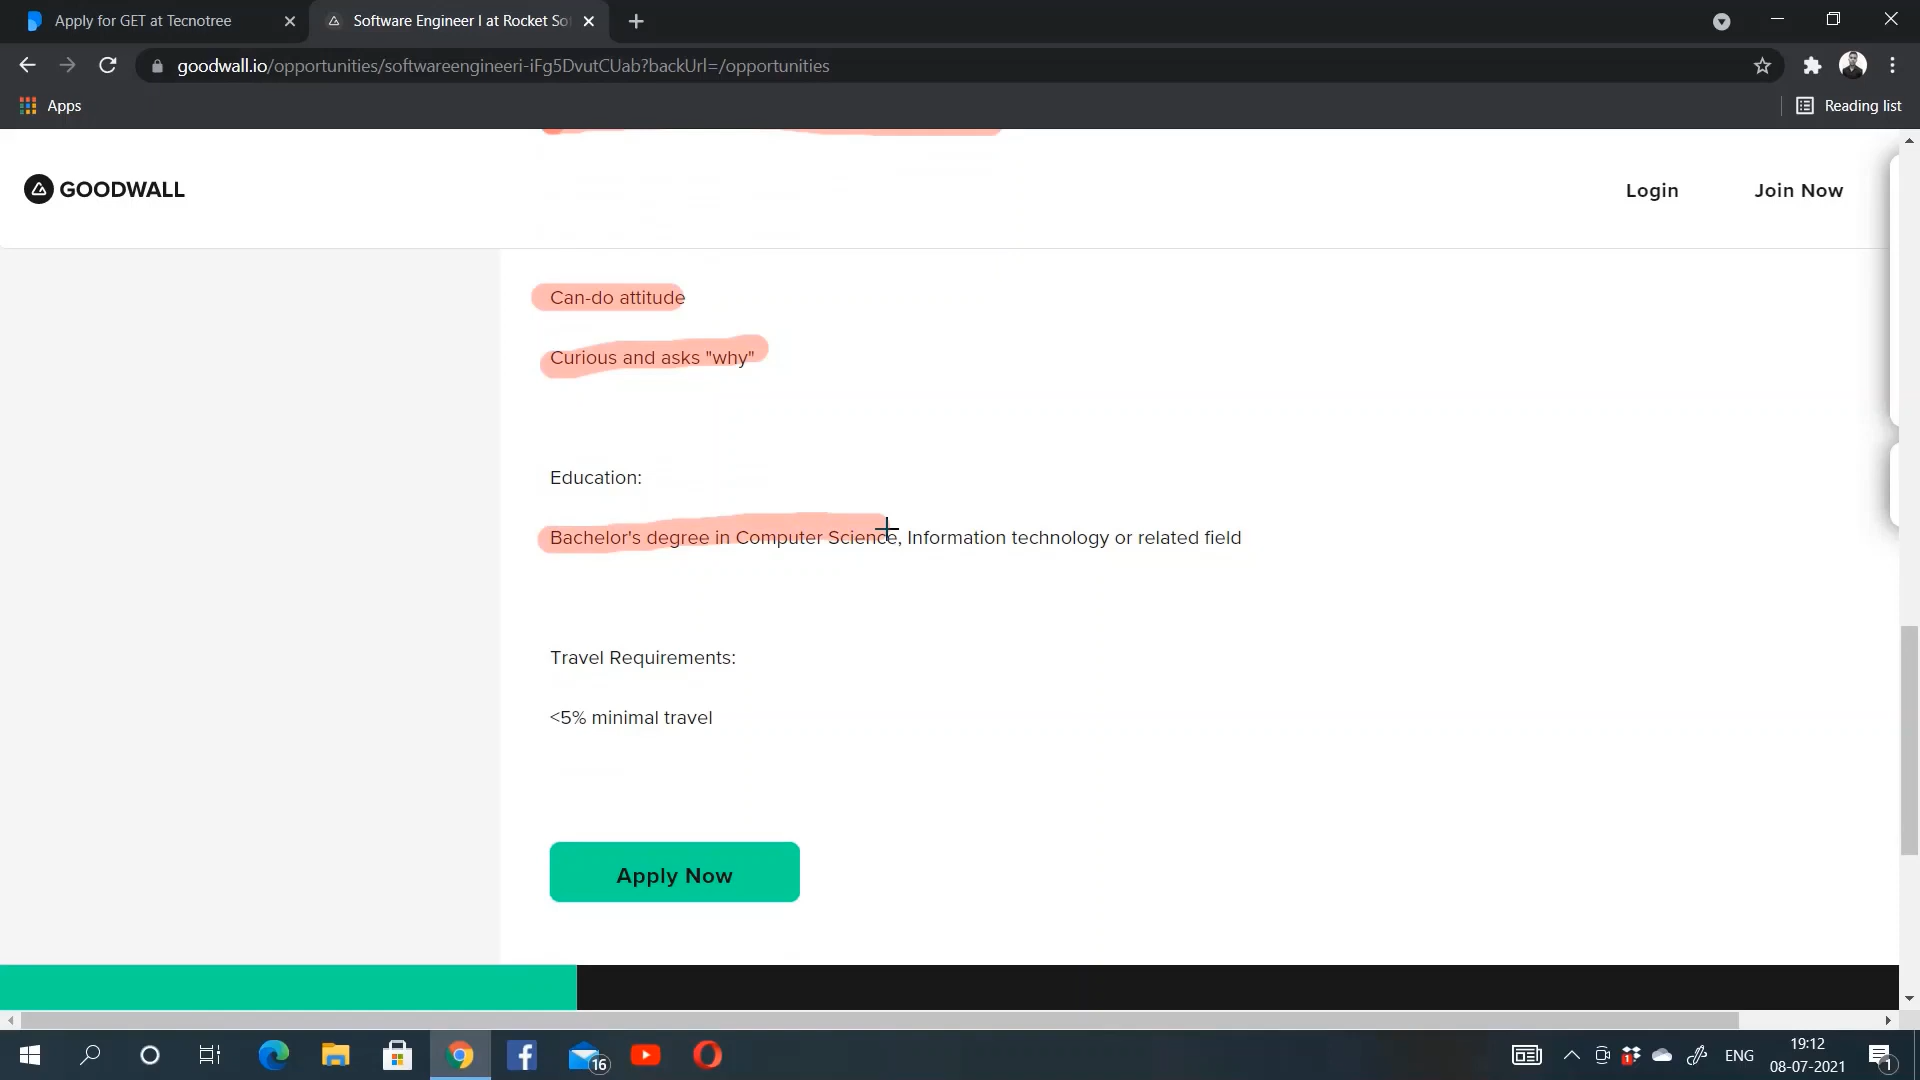 Apply for GET at Tecnotree
Software Engineer I at Rocket So
goodwall.io/opportunities/softwareengineeri-iFg5DvutCUab?backUrl=/opportunities
Apps
Reading list
GOODWALL
Login
Join Now
Can-do attitude
Curious and asks "why"
Education:
Bachelor's degree in Computer Science, Information technology or related field
Travel Requirements:
<5% minimal travel
Apply Now
16
1
ENG
19:12
08-07-2021
1